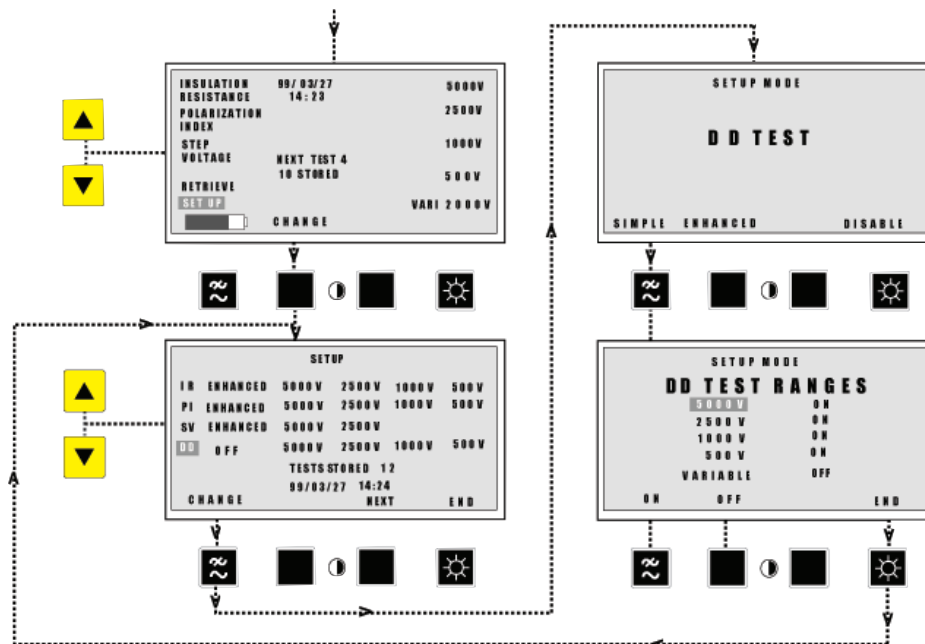 INSULATION RESISTANCE 99/03/27 14:23 5000V
POLARIZATION INDEX 2500V
STEP VOLTAGE 1000V
NEXT TEST 4
10 STORED 500V
RETRIEVE
SET UP VARI 2000V
CHANGE
SETUP
IR ENHANCED 5000V 2500V 1000V 500V
PI ENHANCED 5000V 2500V 1000V 500V
SV ENHANCED 5000V 2500V
DD OFF 5000V 2500V 1000V 500V
TESTS STORED 12
99/03/27 14:24
CHANGE NEXT END
SETUP MODE
DD TEST
SIMPLE ENHANCED DISABLE
SETUP MODE
DD TEST RANGES
5000V ON
2500V ON
1000V ON
500V ON
VARIABLE OFF
ON OFF END